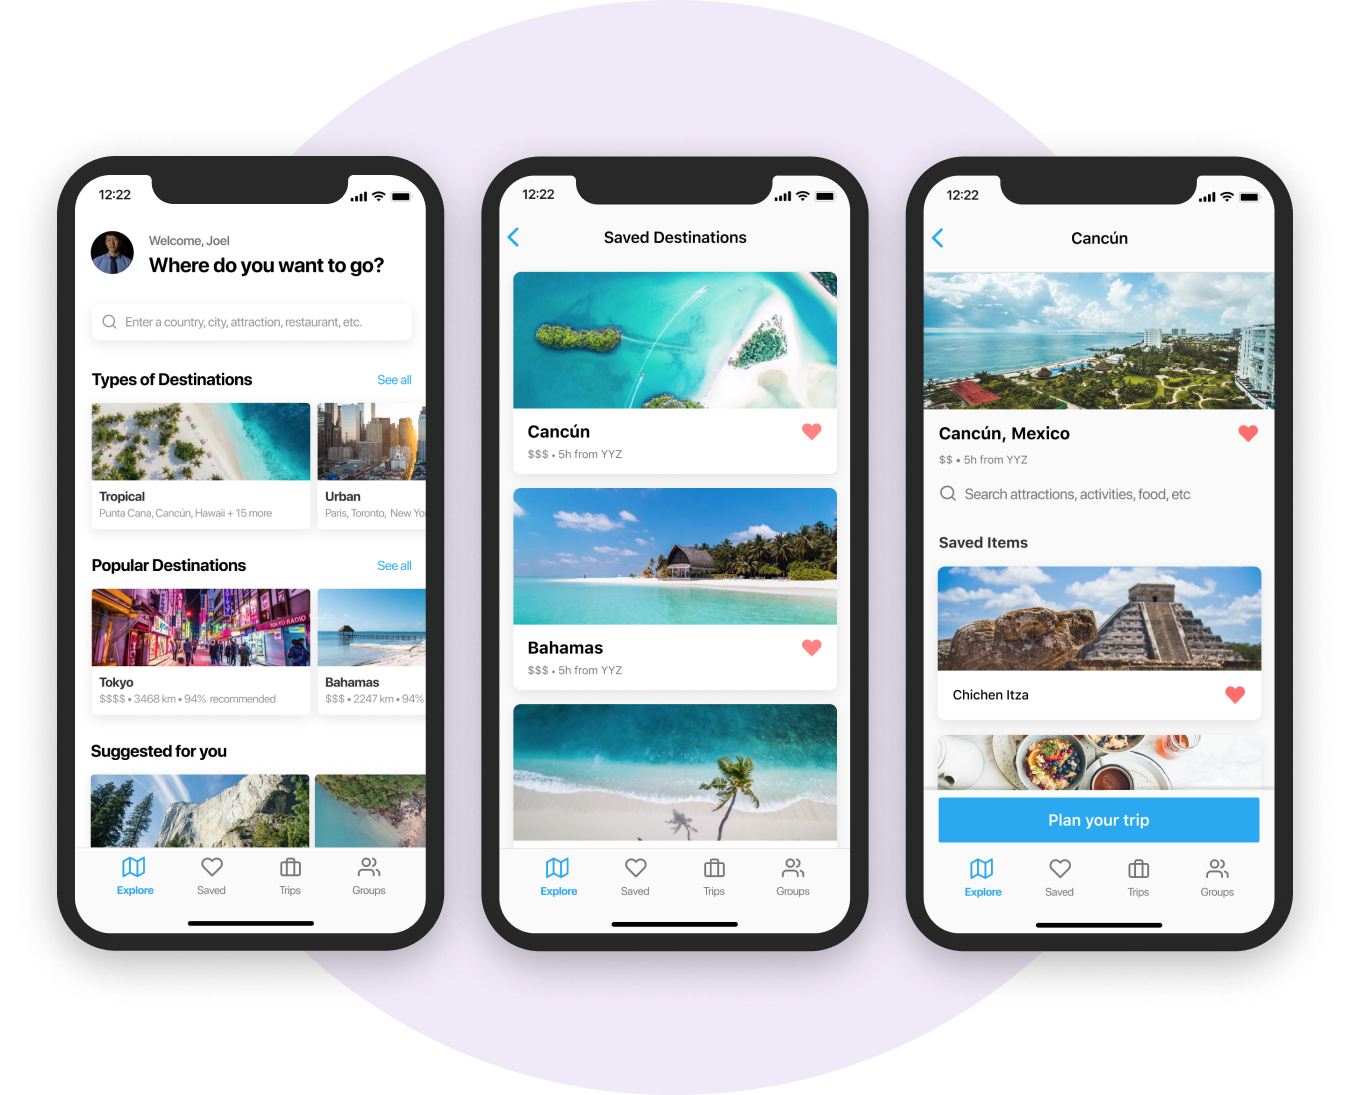 12:22
Welcome, Joel
Where do you want to go?
Enter a country, city, attraction, restaurant, etc.
Types of Destinations
See all
Tropical
Punta Cana, Cancún, Hawaii + 15 more
Urban
Paris, Toronto, New Yo
Popular Destinations
See all
TOKYO RADIO
Tokyo
$$$$ • 3468 km • 94% recommended
Bahamas
$$$ • 2247 km • 94%
Suggested for you
Explore
Saved
Trips
Groups
12:22
Saved Destinations
Cancún
$$$ • 5h from YYZ
Bahamas
$$$ • 5h from YYZ
Explore
Saved
Trips
Groups
12:22
Cancún
Cancún, Mexico
$$ • 5h from YYZ
Search attractions, activities, food, etc
Saved Items
Chichen Itza
Plan your trip
Explore
Saved
Trips
Groups